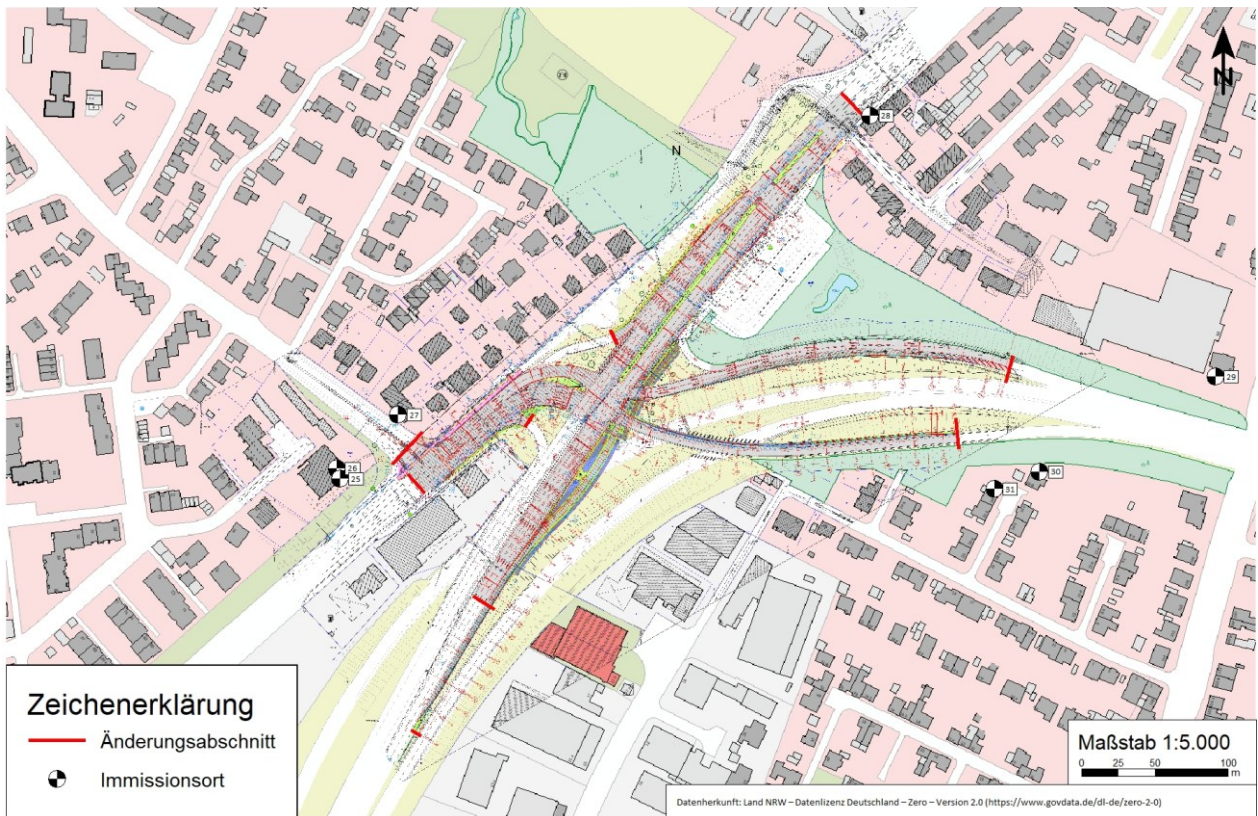 N
28
N
29
27
26
25
30
31
Zeichenerklärung
Änderungsabschnitt
Immissionsort
Maßstab 1:5.000
0 25 50 100
m
Datenherkunft: Land NRW – Datenlizenz Deutschland – Zero – Version 2.0 (https://www.govdata.de/dl-de/zero-2-0)